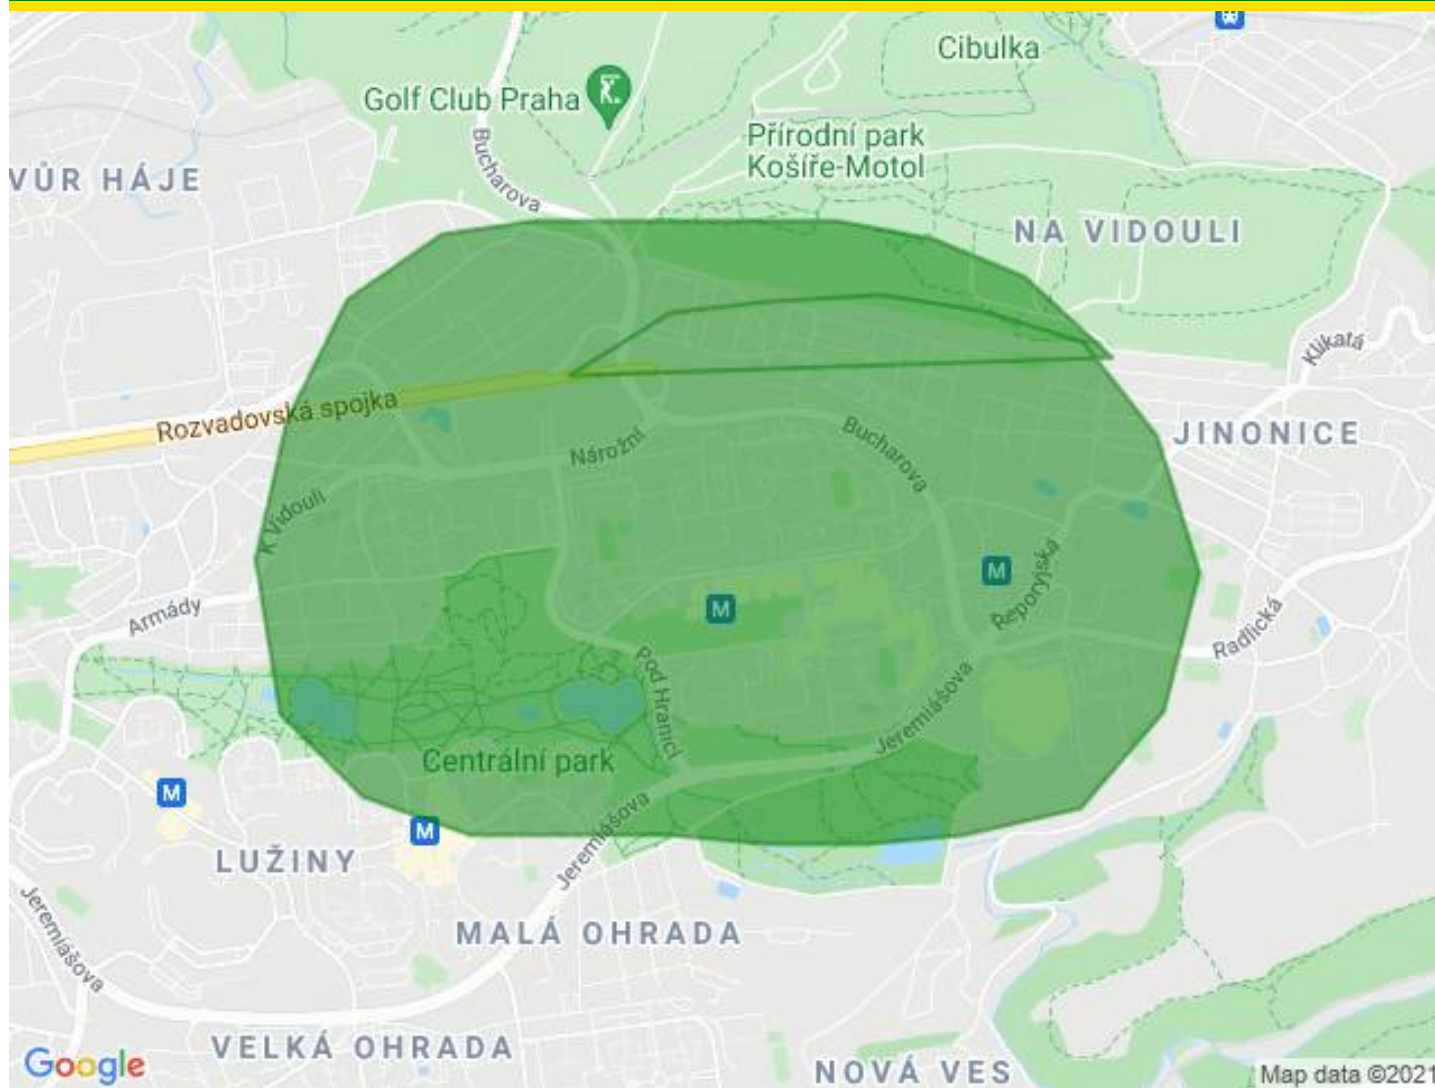 Cibulka
Golf Club Praha
Přírodní park
Košíře-Motol
Bucharova
VŮR HÁJE
NA VIDOULI
Klikatá
Rozvadovská spojka
JINONICE
Nárožní
Bucharova
K Vidouli
M
M
Řeporyjská
Armády
Radlická
Pod Hranicí
Jeremiášova
Centrální park
M
M
Jeremiášova
LUŽINY
Jeremiášova
MALÁ OHRADA
VELKÁ OHRADA
NOVÁ VES
Google
Map data ©2021